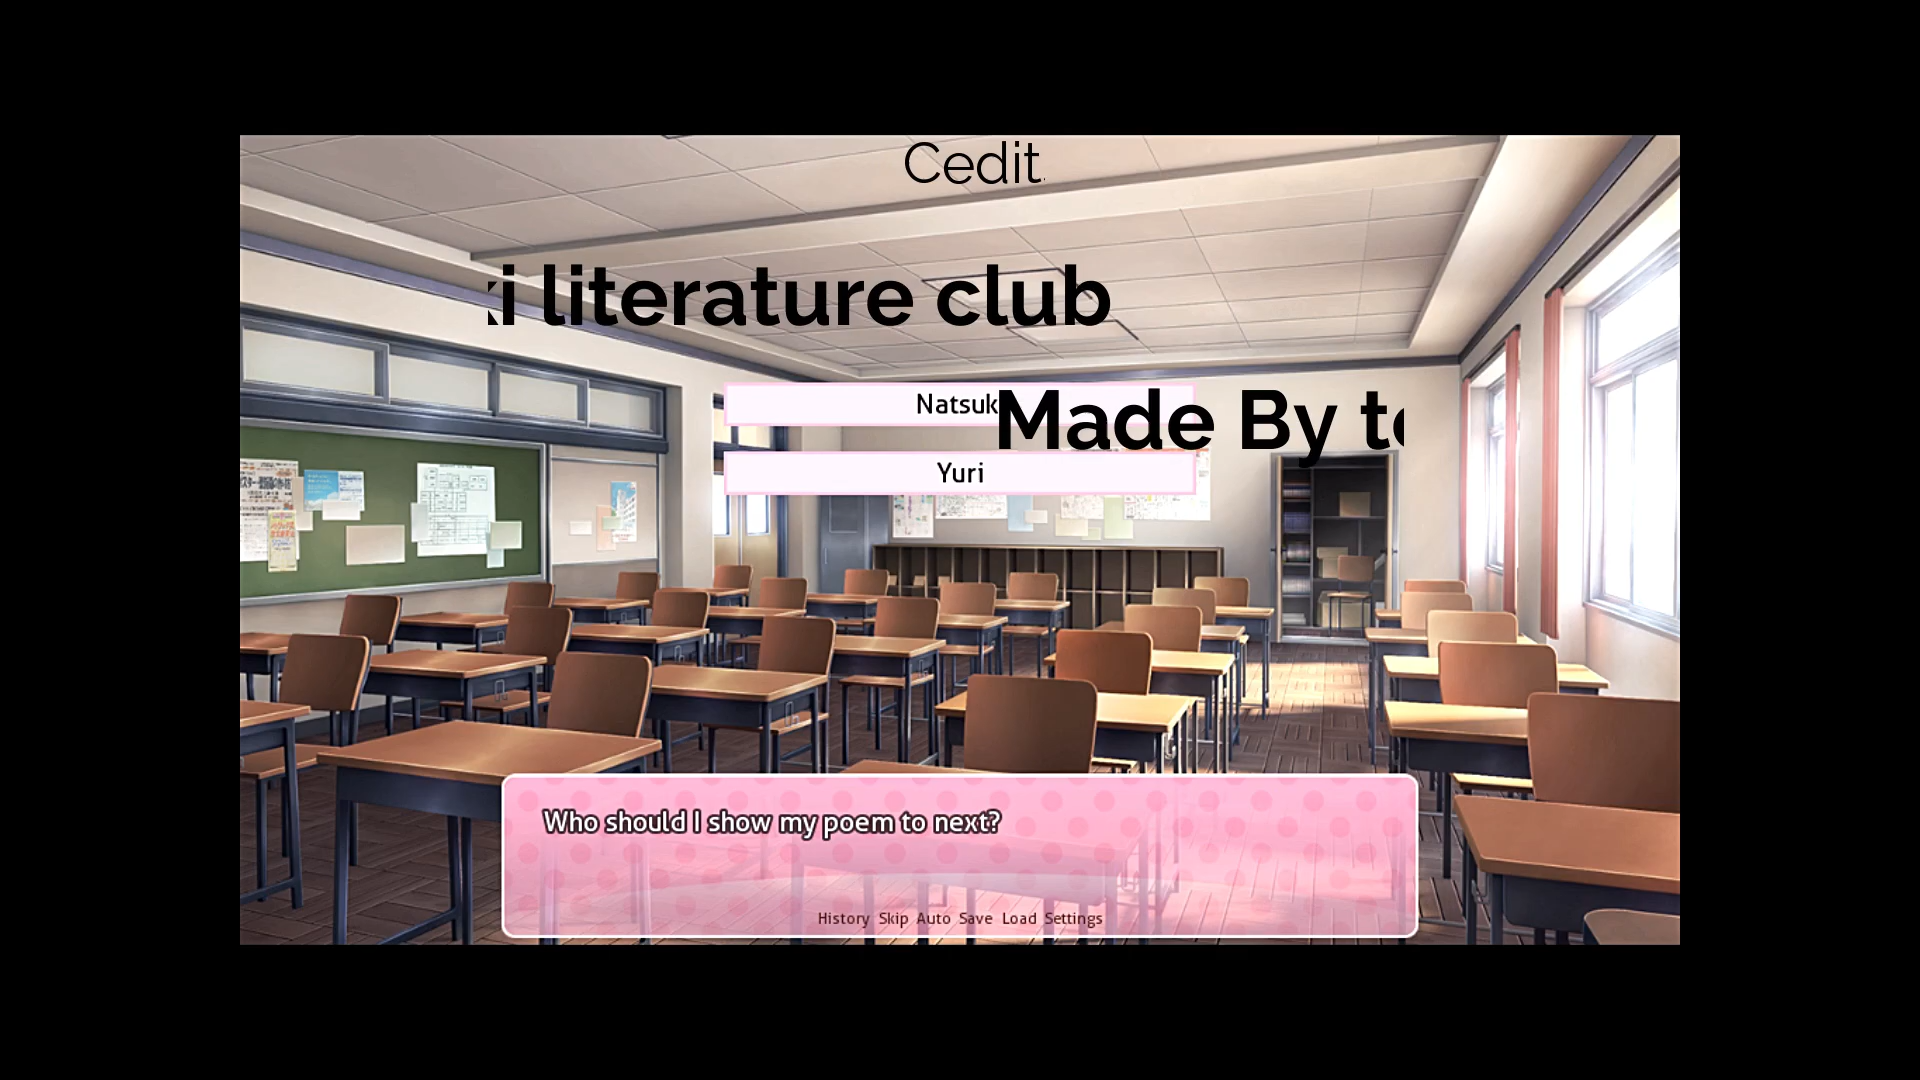 Cedit
i literature club
Natsuk
Made By
Yuri
Who should I show my poem to next?
History Skip Auto Save Load Settings